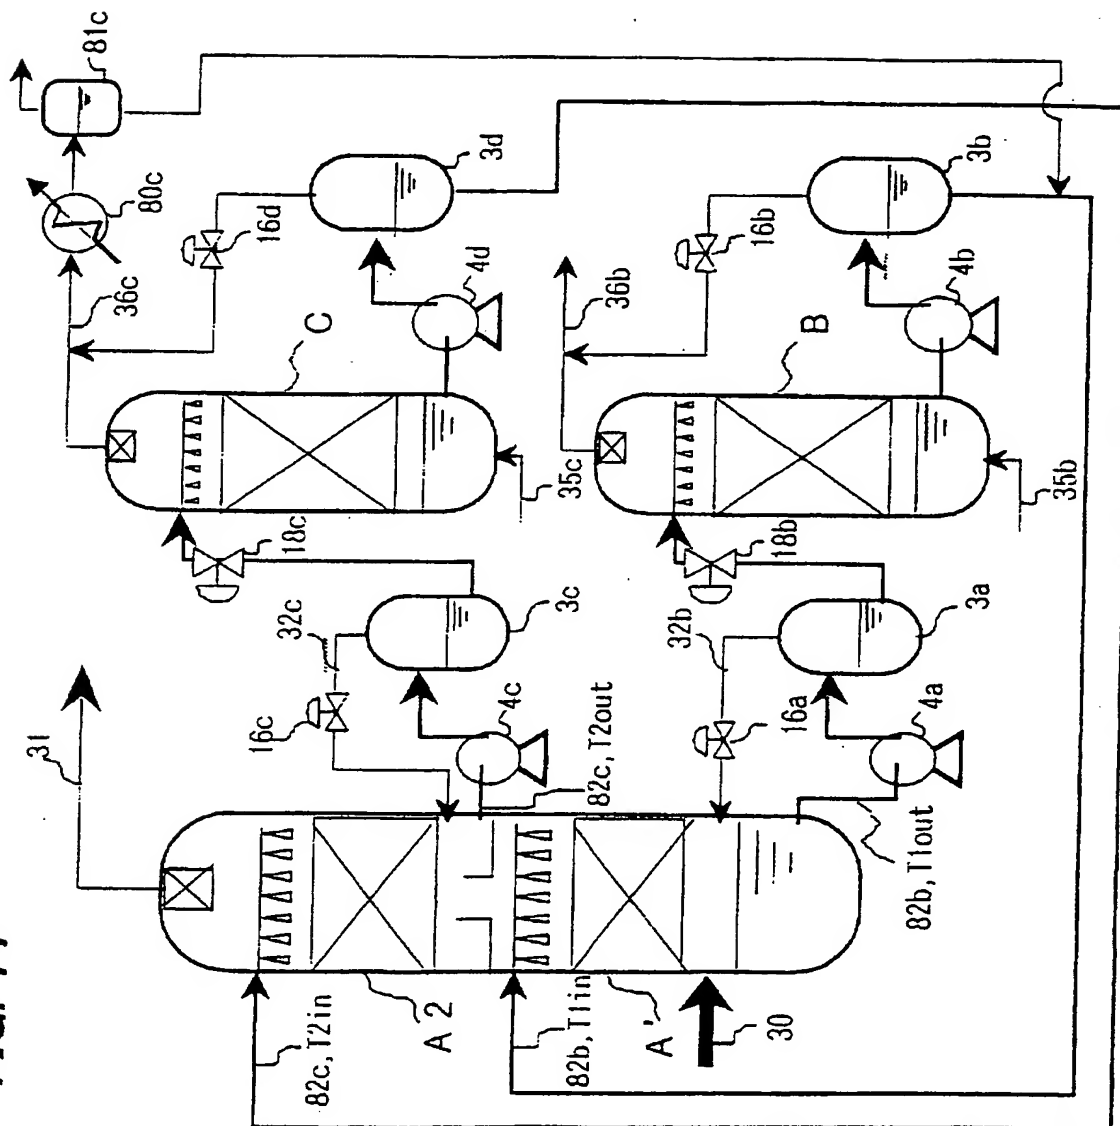 81c
80c
3d
3b
16d
16b
36c
36b
4d
4b
C
B
35c
35b
18c
18b
3c
3a
32c
32b
16c
16a
4c
4a
31
82c, T2out
82b, T1out
A 2
A'
82c, T2in
82b, T1in
30